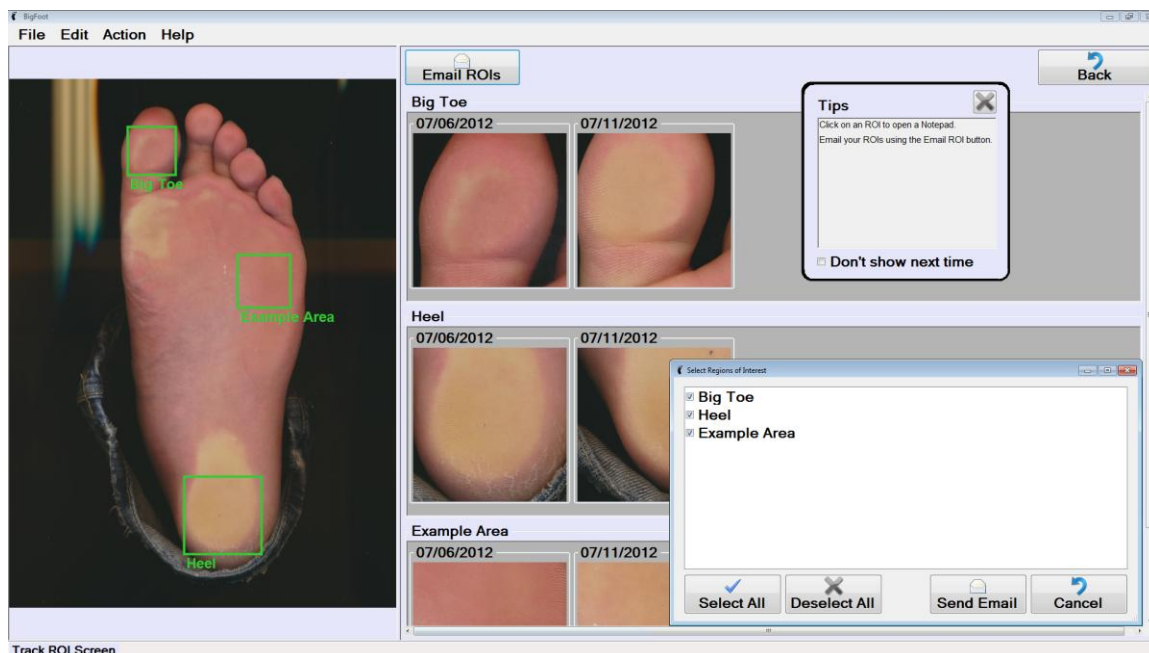 BigFoot
File Edit Action Help
Email ROIs
Back
Big Toe
07/06/2012
07/11/2012
Tips
Click on an ROI to open a Notepad.
Email your ROIs using the Email ROI button.
Don't show next time
Big Toe
Example Area
Heel
Heel
07/06/2012
07/11/2012
Select Regions of Interest
Big Toe
Heel
Example Area
Select All
Deselect All
Send Email
Cancel
Example Area
07/06/2012
07/11/2012
Track ROI Screen